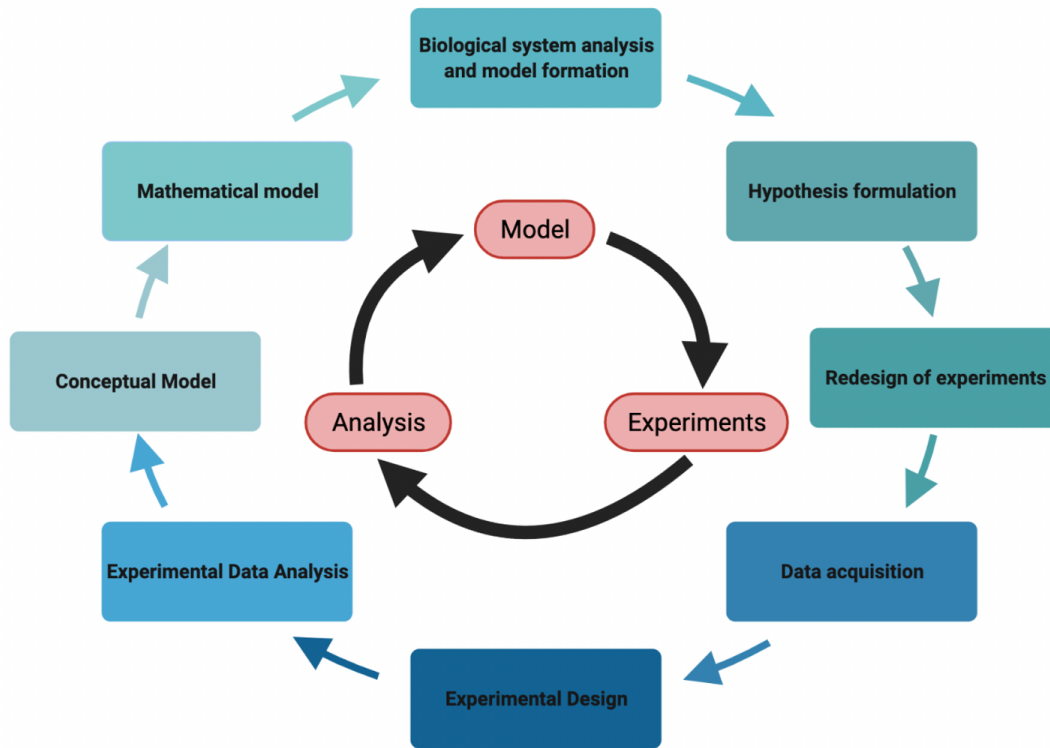 Biological system analysis
and model formation
Mathematical model
Hypothesis formulation
Model
Conceptual Model
Redesign of experiments
Analysis
Experiments
Experimental Data Analysis
Data acquisition
Experimental Design